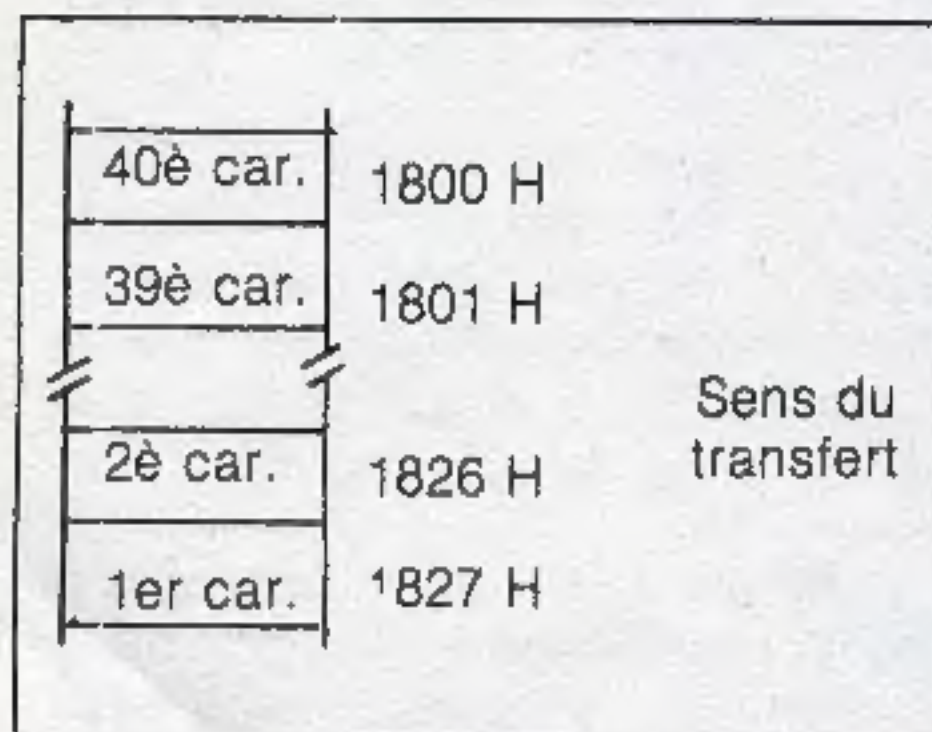 40è car. 1800 H
39è car. 1801 H
Sens du
transfert
2è car. 1826 H
1er car. 1827 H